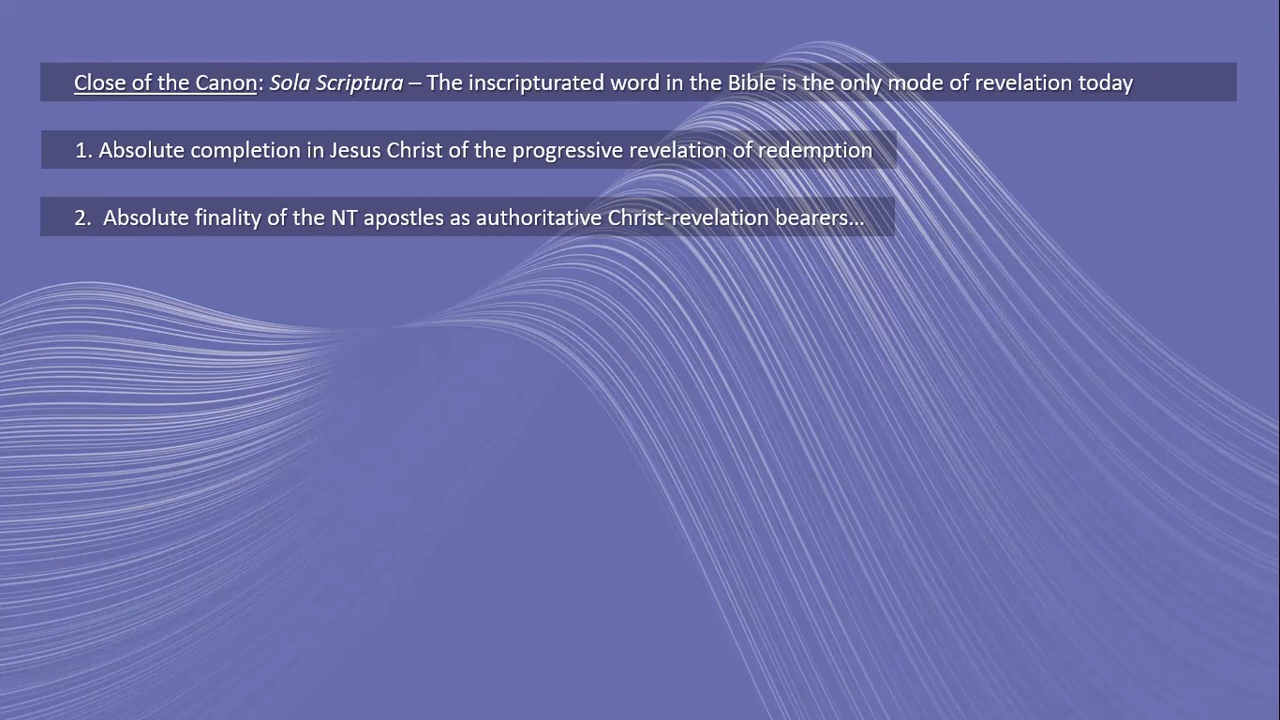 Close of the Canon: Sola Scriptura – The inscripturated word in the Bible is the only mode of revelation today
1. Absolute completion in Jesus Christ of the progressive revelation of redemption
2. Absolute finality of the NT apostles as authoritative Christ-revelation bearers…